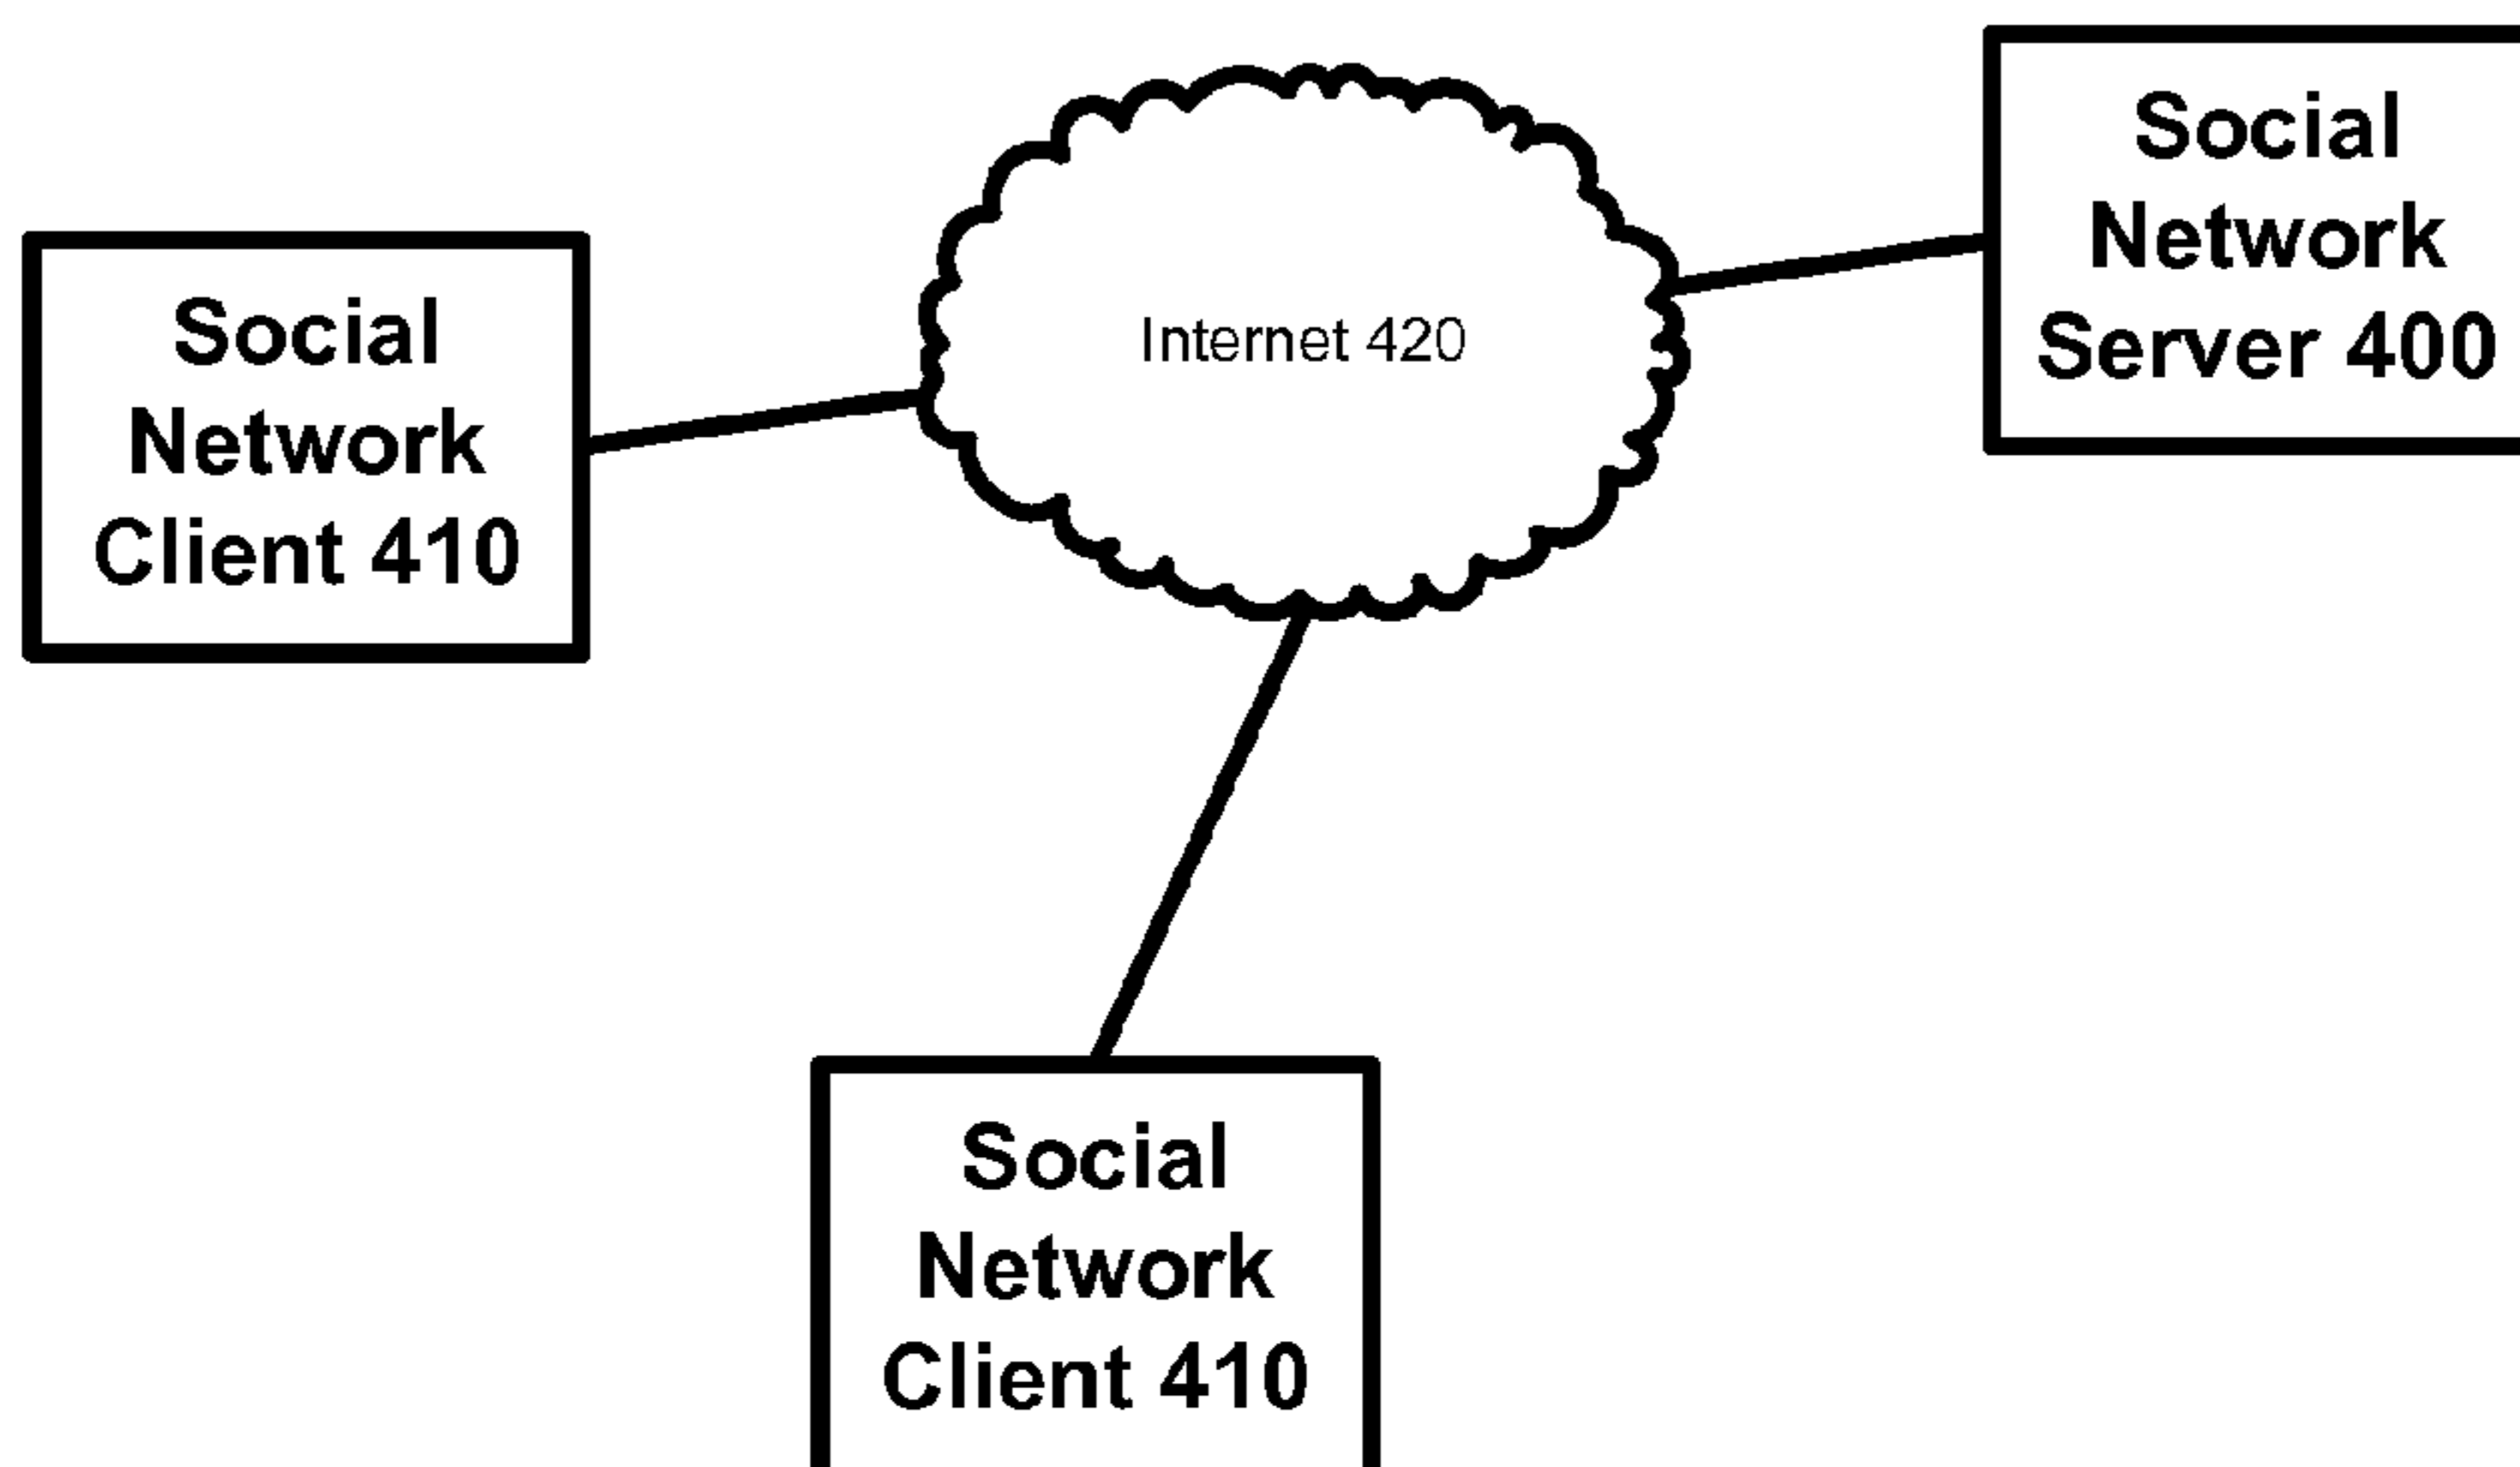 Social
Network
Client 410
Internet 420
Social
Network
Server 400
Social
Network
Client 410